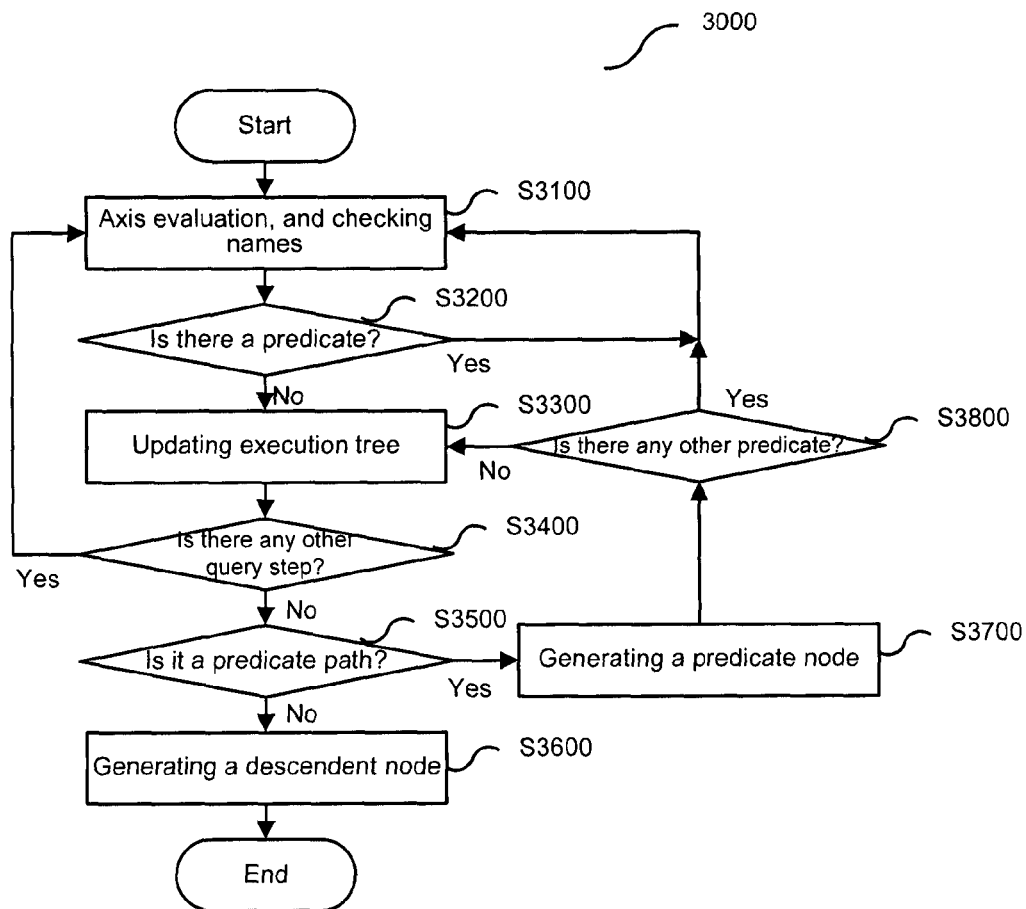 3000
Start
S3100
Axis evaluation, and checking
names
S3200
Is there a predicate?
Yes
No
S3300
Updating execution tree
Yes
S3800
Is there any other predicate?
No
S3400
Is there any other
query step?
Yes
No
S3500
Is it a predicate path?
Yes
S3700
Generating a predicate node
No
S3600
Generating a descendent node
End